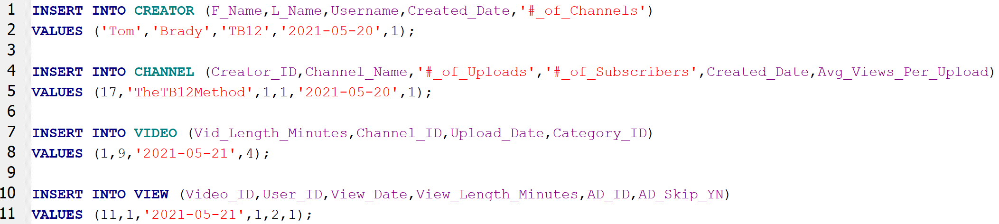 1 INSERT INTO CREATOR (F_Name,L_Name,Username,Created_Date,'#_of_Channels')
2 VALUES ('Tom','Brady','TB12','2021-05-20',1);
3
4 INSERT INTO CHANNEL (Creator_ID,Channel_Name,'#_of_Uploads','#_of_Subscribers',Created_Date,Avg_Views_Per_Upload)
5 VALUES (17,'TheTB12Method',1,1,'2021-05-20',1);
6
7 INSERT INTO VIDEO (Vid_Length_Minutes,Channel_ID,Upload_Date,Category_ID)
8 VALUES (1,9,'2021-05-21',4);
9
10 INSERT INTO VIEW (Video_ID,User_ID,View_Date,View_Length_Minutes,AD_ID,AD_Skip_YN)
11 VALUES (11,1,'2021-05-21',1,2,1);